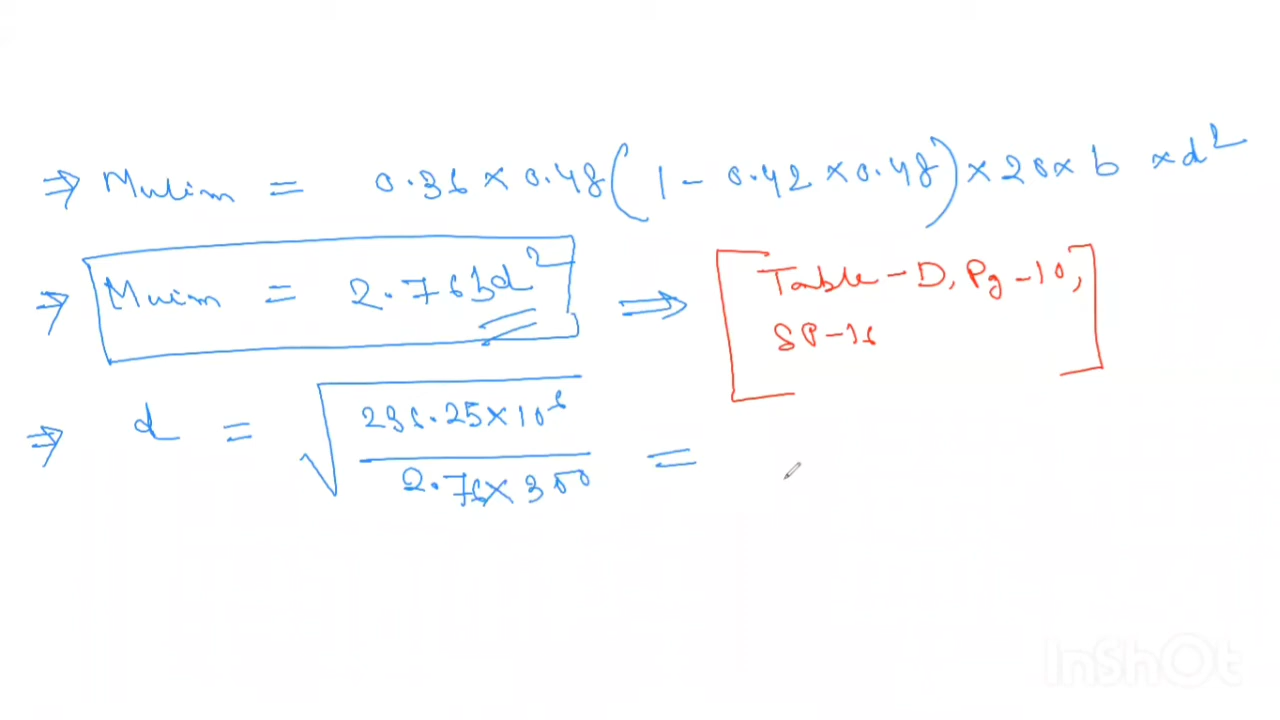 ⇒ Mulim = 0.36 × 0.48 (1 - 0.42 × 0.48) × 20 × b × d²
⇒ Mulim = 2.76bd² ⇒ [Table-D, Pg-10,
SP-16]
⇒ d = √(296.25×10⁶ / 2.76×300) =
InShOt